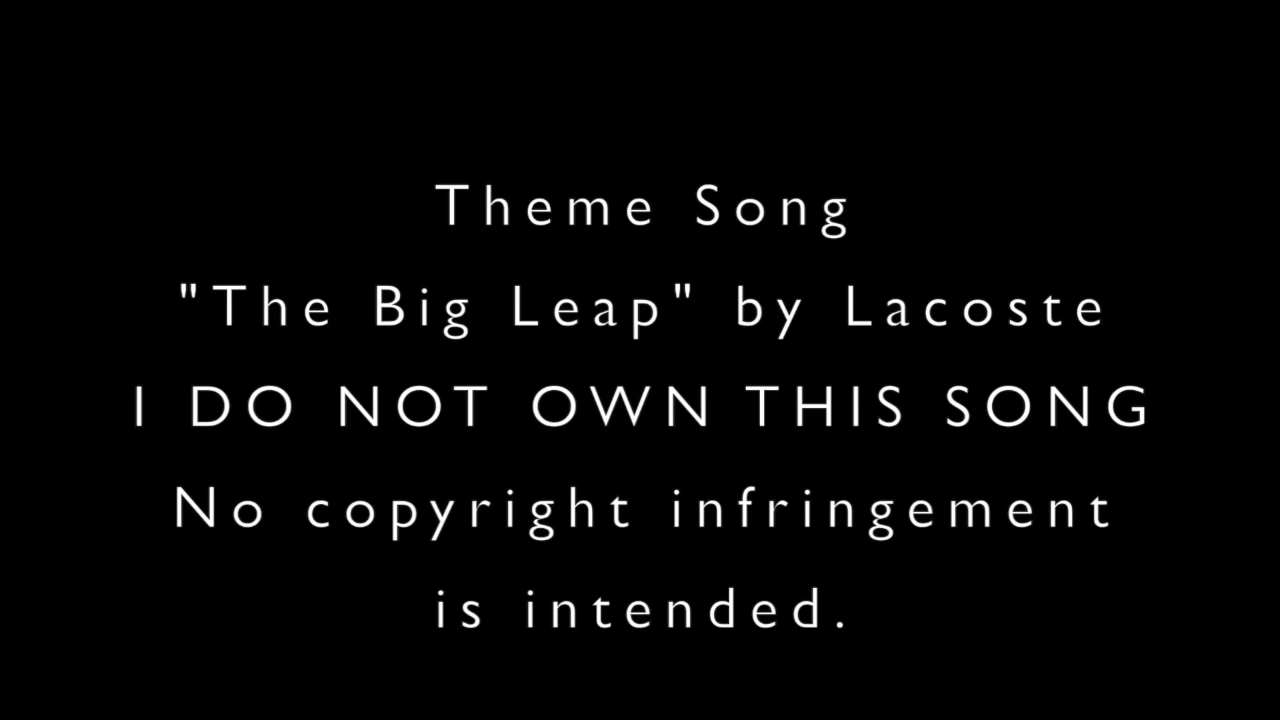 Theme Song
"The Big Leap" by Lacoste
I DO NOT OWN THIS SONG
No copyright infringement
is intended.